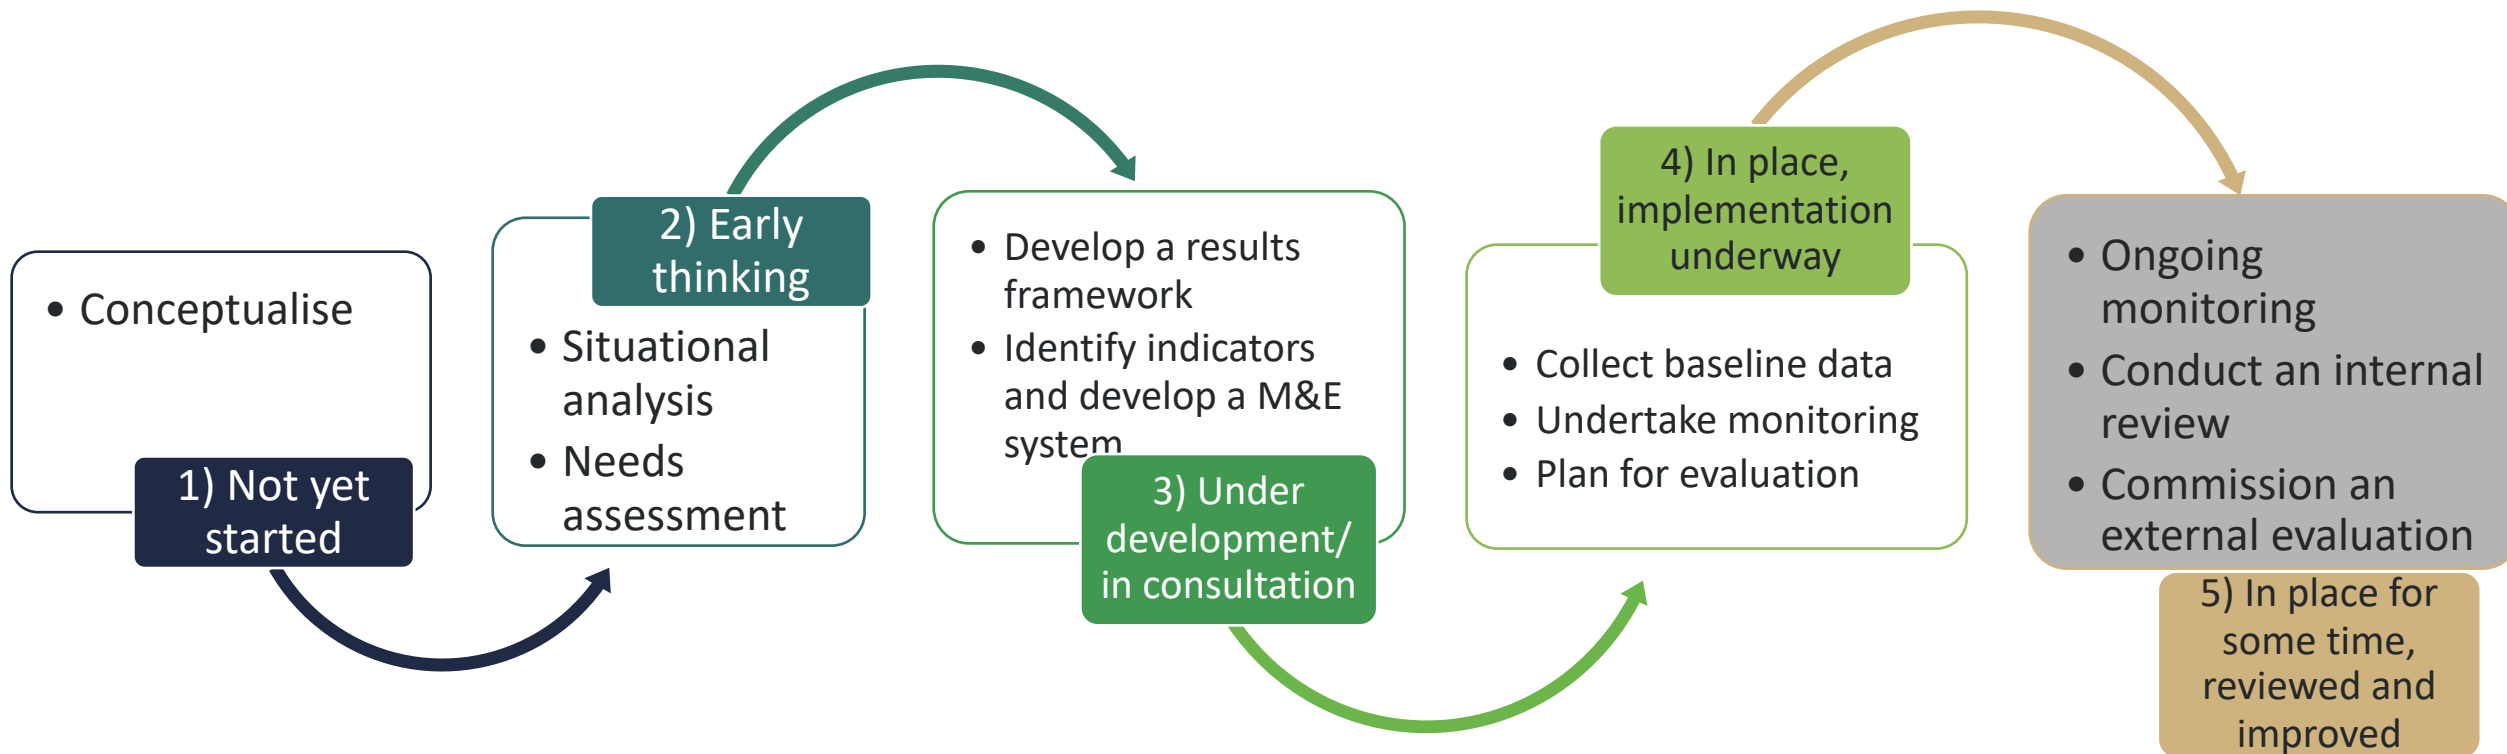 • Conceptualise
1) Not yet
started
2) Early
thinking
• Situational
analysis
• Needs
assessment
• Develop a results
framework
• Identify indicators
and develop a M&E
system
3) Under
development/
in consultation
4) In place,
implementation
underway
• Collect baseline data
• Undertake monitoring
• Plan for evaluation
• Ongoing
monitoring
• Conduct an internal
review
• Commission an
external evaluation
5) In place for
some time,
reviewed and
improved